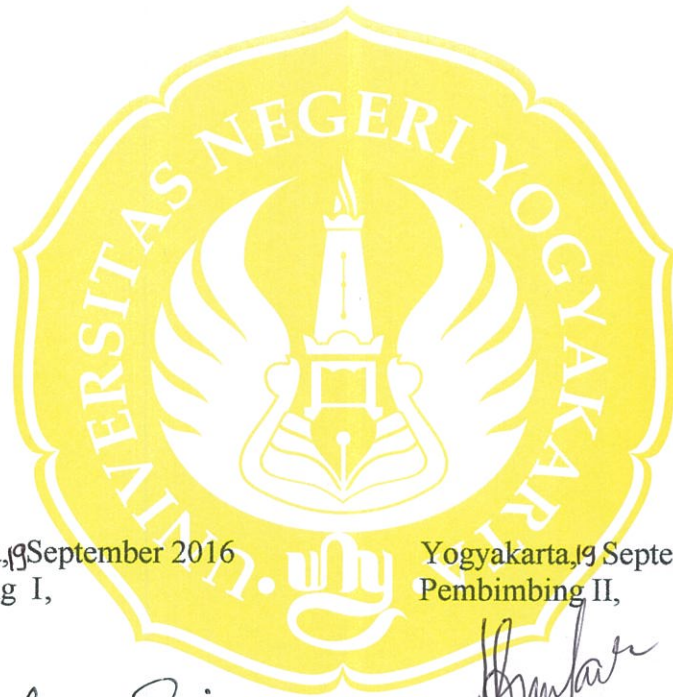 UNIVERSITAS NEGERI YOGYAKARTA
uny
,19 September 2016
g I,
Yogyakarta,19 Septe
Pembimbing II,